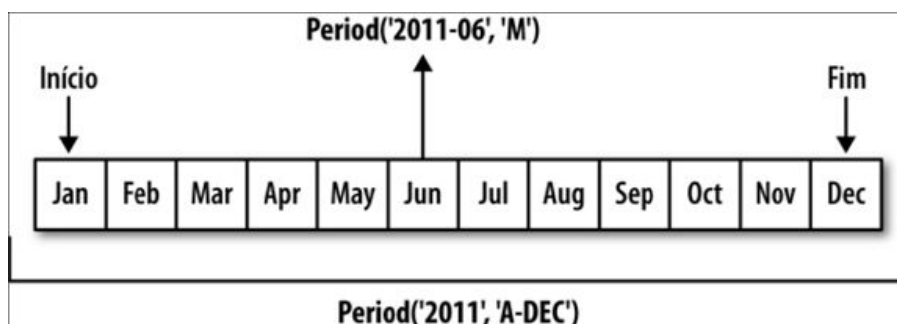 Period('2011-06', 'M')
Início Fim
Jan Feb Mar Apr May Jun Jul Aug Sep Oct Nov Dec
Period('2011', 'A-DEC')